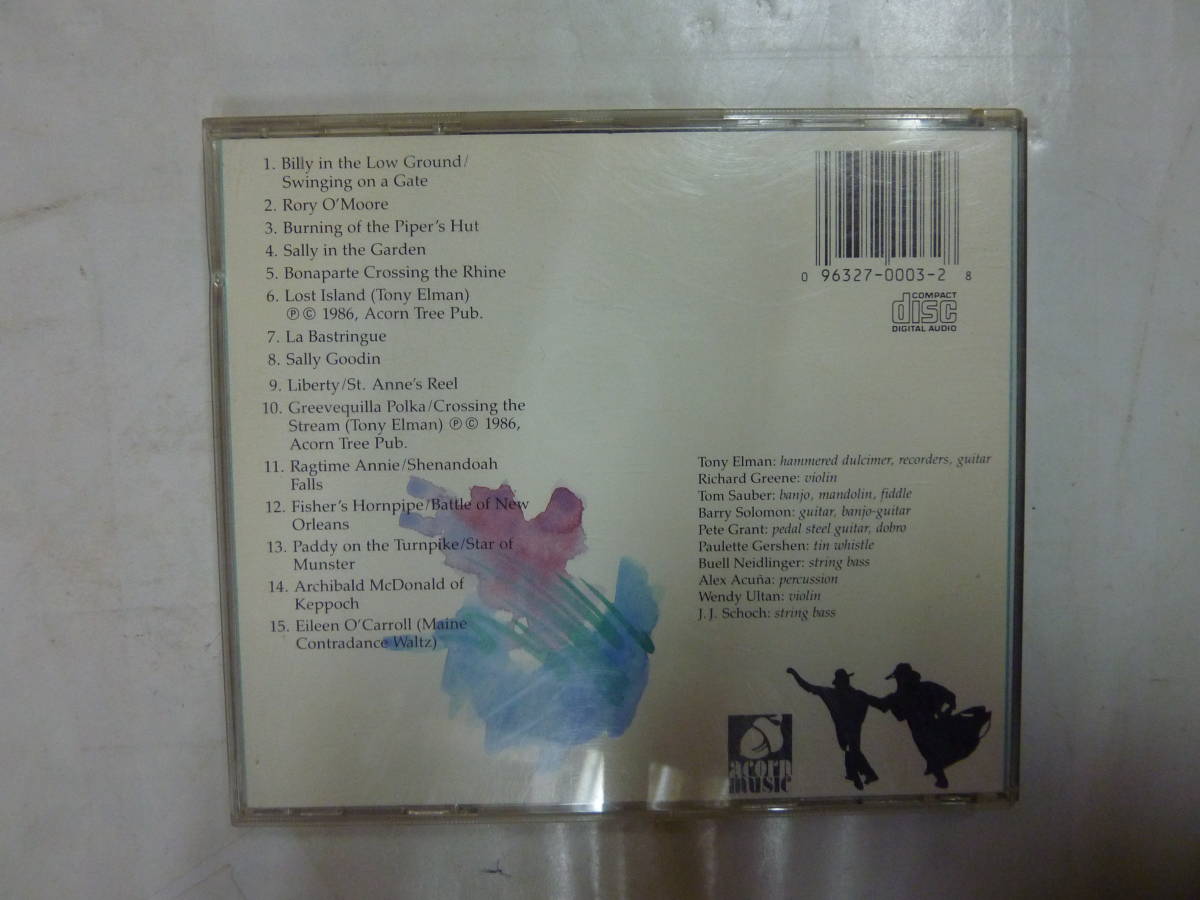 1. Billy in the Low Ground/
Swinging on a Gate
2. Rory O'Moore
3. Burning of the Piper's Hut
4. Sally in the Garden
5. Bonaparte Crossing the Rhine
6. Lost Island (Tony Elman)
℗© 1986, Acorn Tree Pub.
7. La Bastringue
8. Sally Goodin
9. Liberty/St. Anne's Reel
10. Greevequilla Polka/Crossing the
Stream (Tony Elman) ℗© 1986,
Acorn Tree Pub.
11. Ragtime Annie/Shenandoah
Falls
12. Fisher's Hornpipe/Battle of New
Orleans
13. Paddy on the Turnpike/Star of
Munster
14. Archibald McDonald of
Keppoch
15. Eileen O'Carroll (Maine
Contradance Waltz)
0 96327-0003-2 8
COMPACT
disc
DIGITAL AUDIO
Tony Elman: hammered dulcimer, recorders, guitar
Richard Greene: violin
Tom Sauber: banjo, mandolin, fiddle
Barry Solomon: guitar, banjo-guitar
Pete Grant: pedal steel guitar, dobro
Paulette Gershen: tin whistle
Buell Neidlinger: string bass
Alex Acuña: percussion
Wendy Ultan: violin
J. J. Schoch: string bass
acorn
music